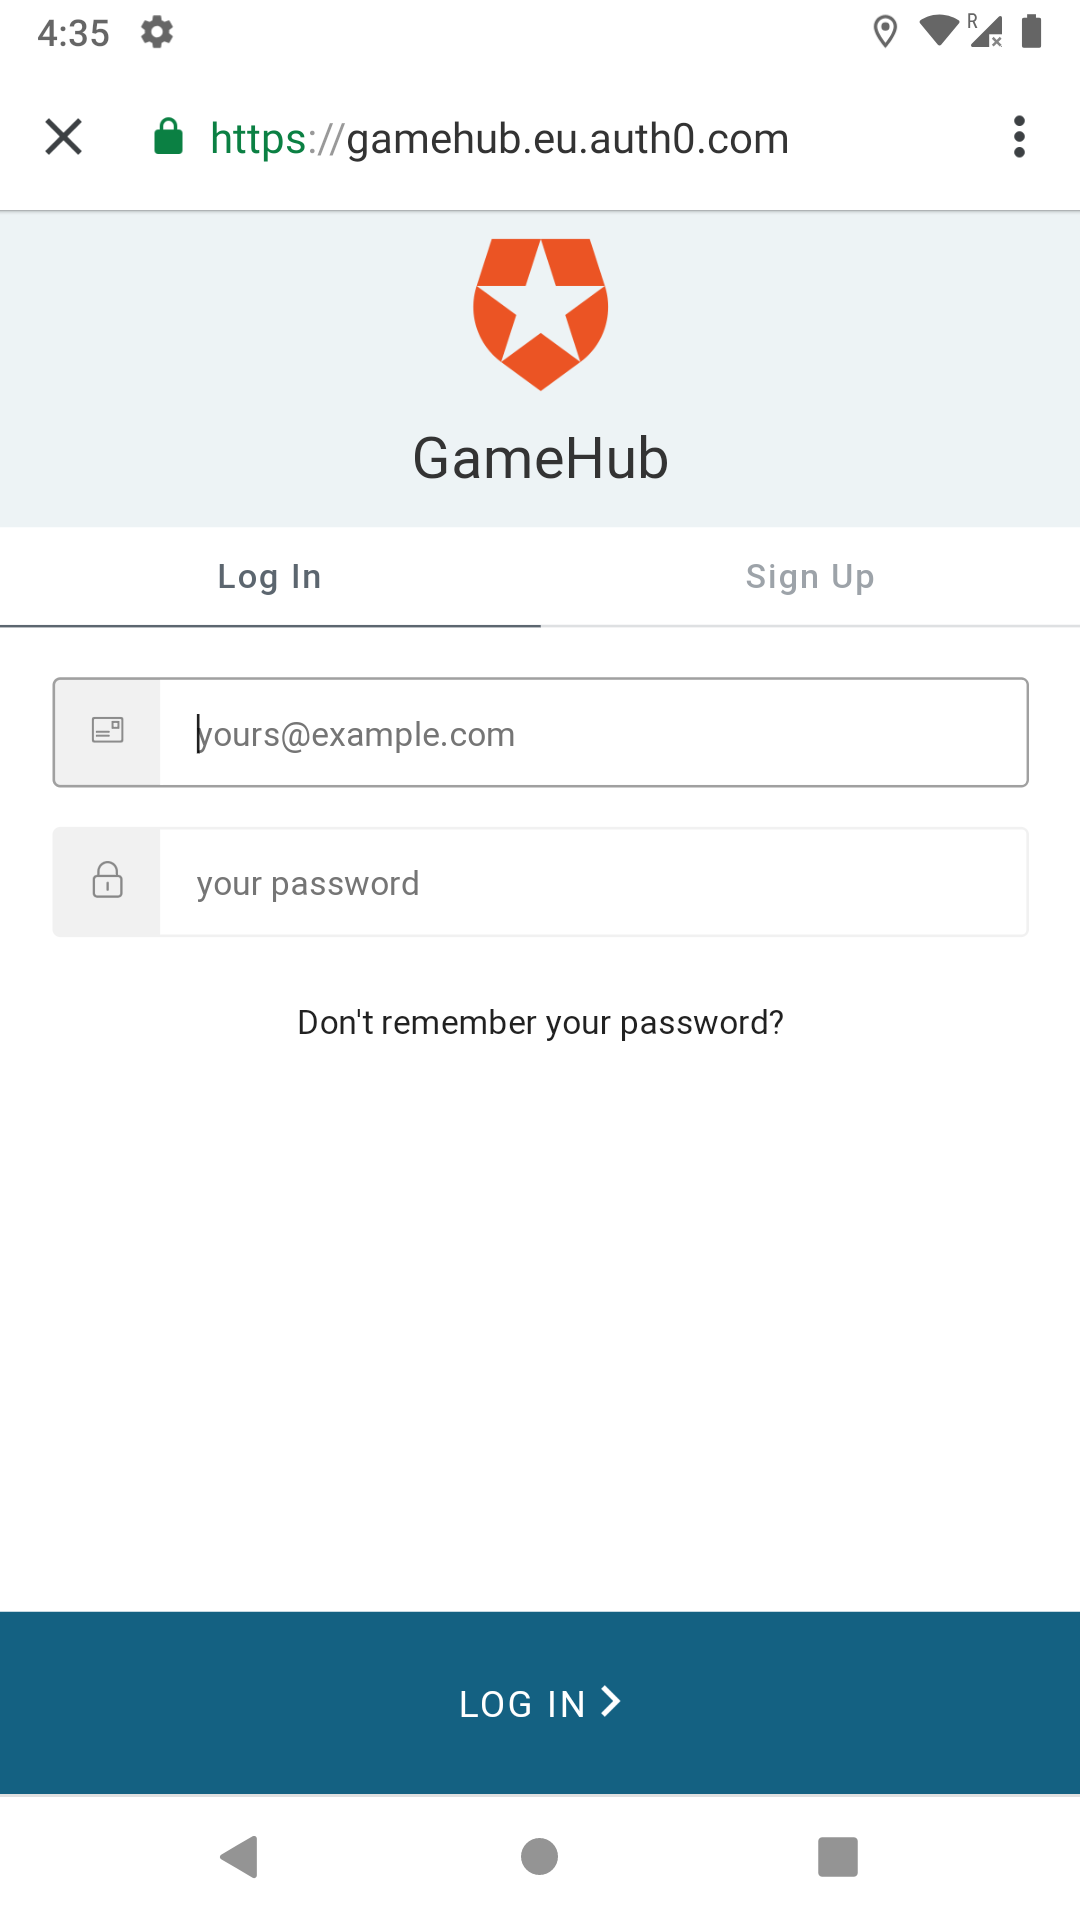 4:35
R
https://gamehub.eu.auth0.com
GameHub
Log In
Sign Up
yours@example.com
your password
Don't remember your password?
LOG IN